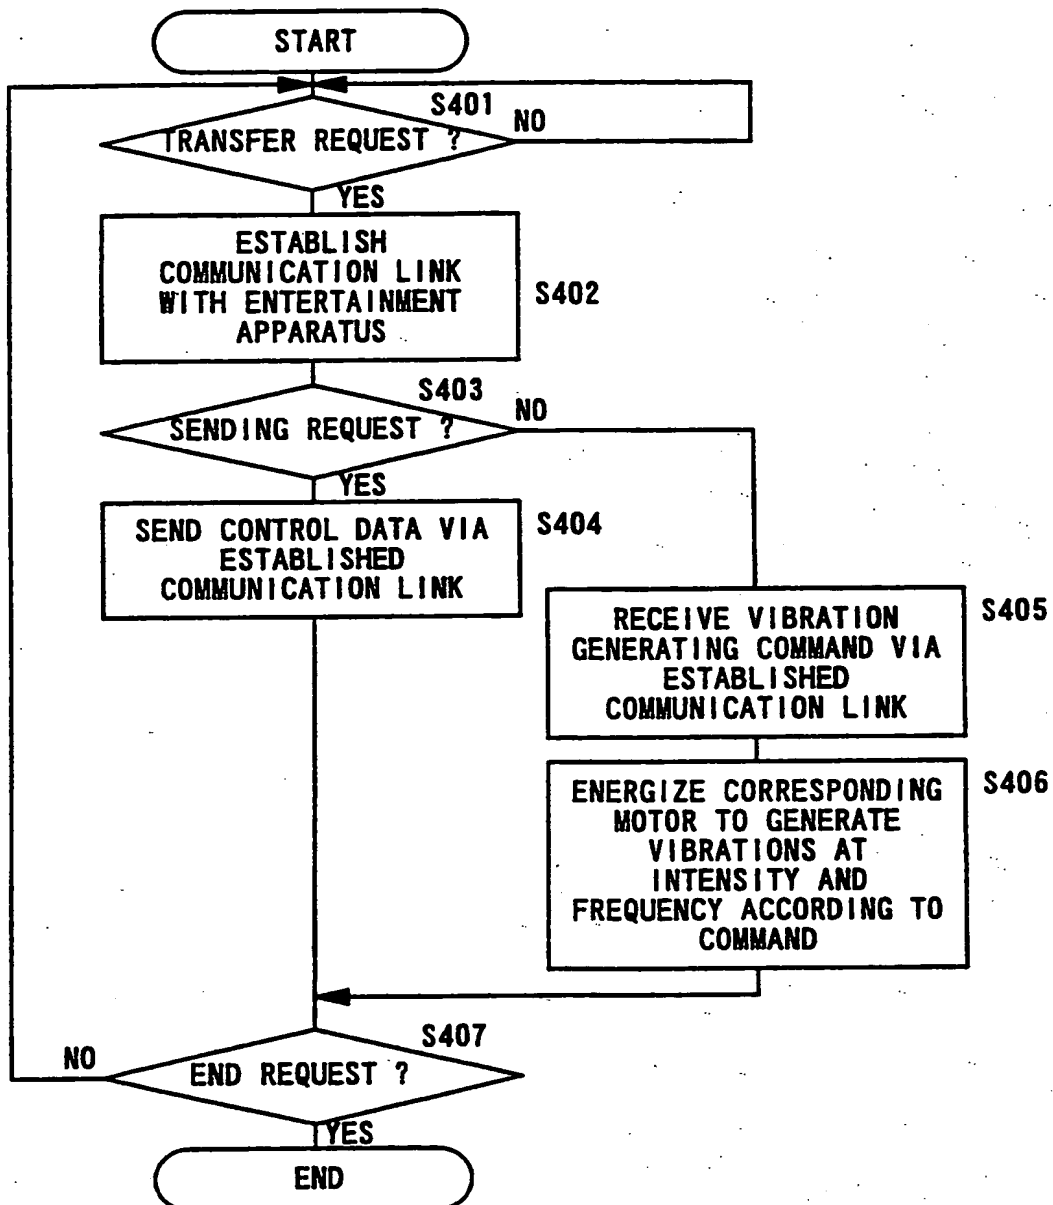 START
S401
TRANSFER REQUEST ?
NO
YES
ESTABLISH
COMMUNICATION LINK
WITH ENTERTAINMENT
APPARATUS
S402
S403
SENDING REQUEST ?
NO
YES
SEND CONTROL DATA VIA
ESTABLISHED
COMMUNICATION LINK
S404
RECEIVE VIBRATION
GENERATING COMMAND VIA
ESTABLISHED
COMMUNICATION LINK
S405
ENERGIZE CORRESPONDING
MOTOR TO GENERATE
VIBRATIONS AT
INTENSITY AND
FREQUENCY ACCORDING TO
COMMAND
S406
S407
NO
END REQUEST ?
YES
END